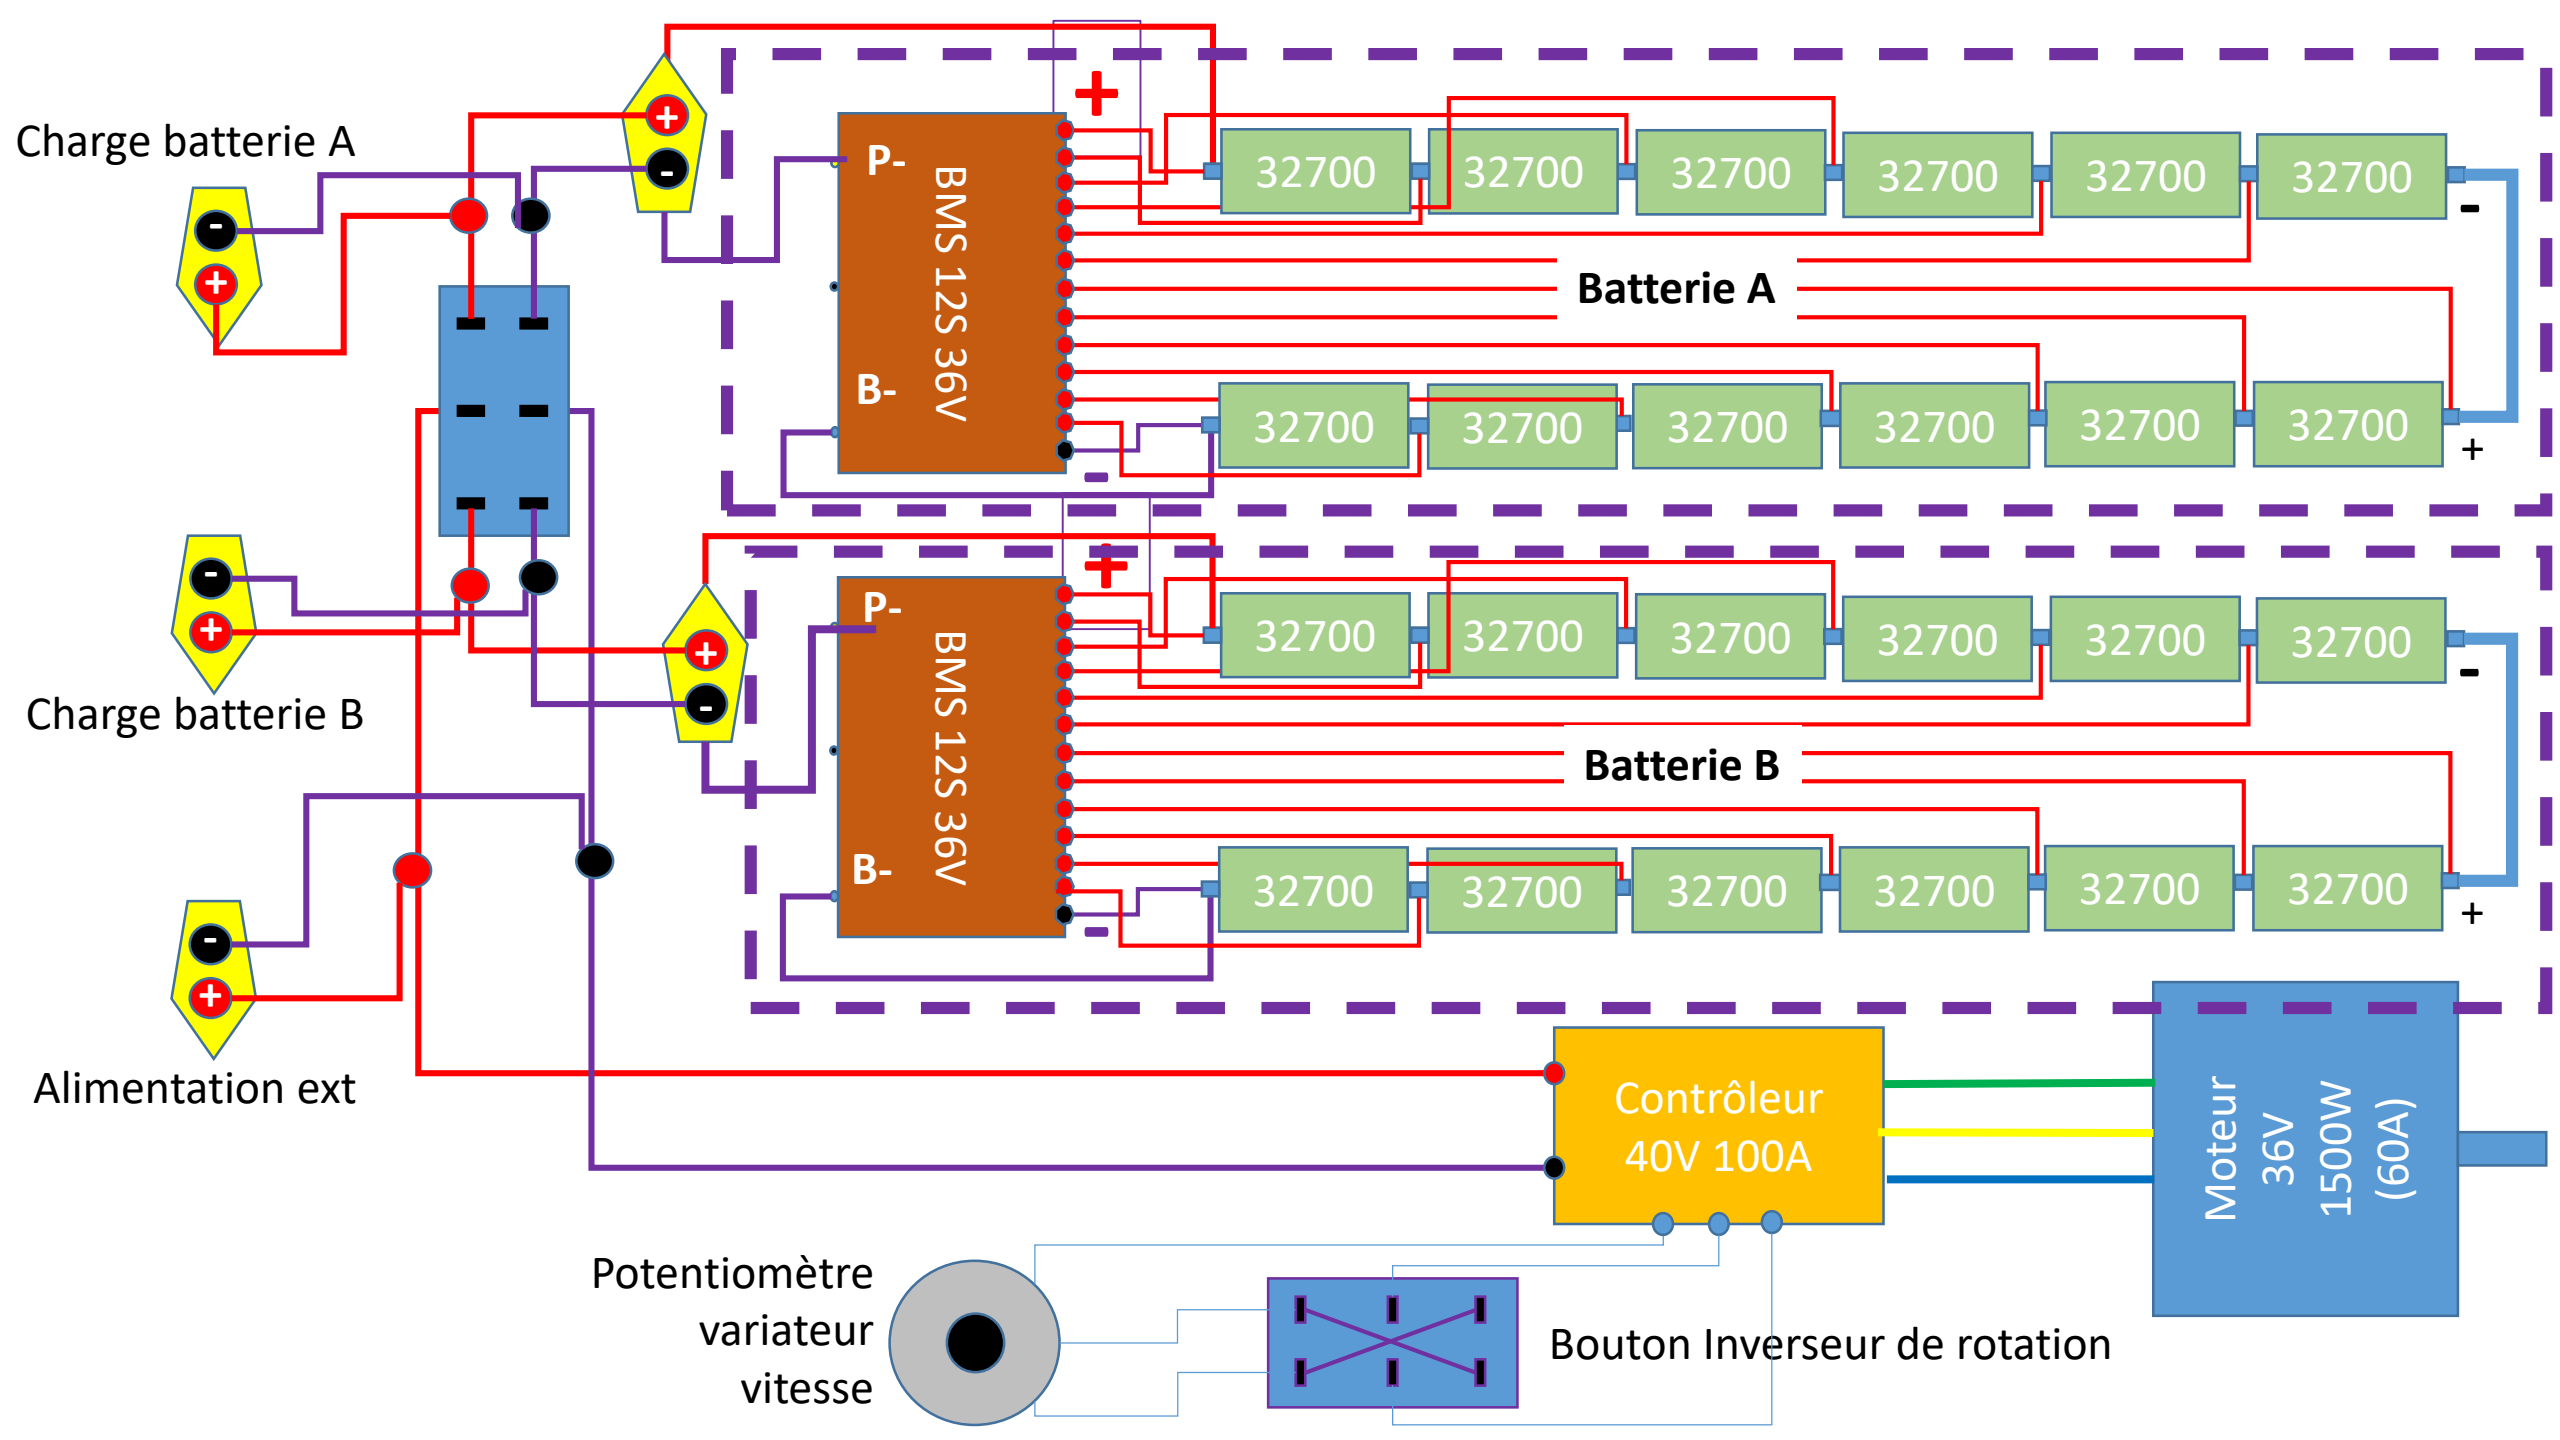 Charge batterie A
+
-
-
+
+
P-
BMS 12S 36V
B-
-
32700
32700
32700
32700
32700
32700
-
Batterie A
32700
32700
32700
32700
32700
32700
+
-
+
Charge batterie B
+
-
+
P-
BMS 12S 36V
B-
-
32700
32700
32700
32700
32700
32700
-
Batterie B
32700
32700
32700
32700
32700
32700
+
-
+
Alimentation ext
Contrôleur
40V 100A
Moteur
36V
1500W
(60A)
Potentiomètre
variateur
vitesse
Bouton Inverseur de rotation